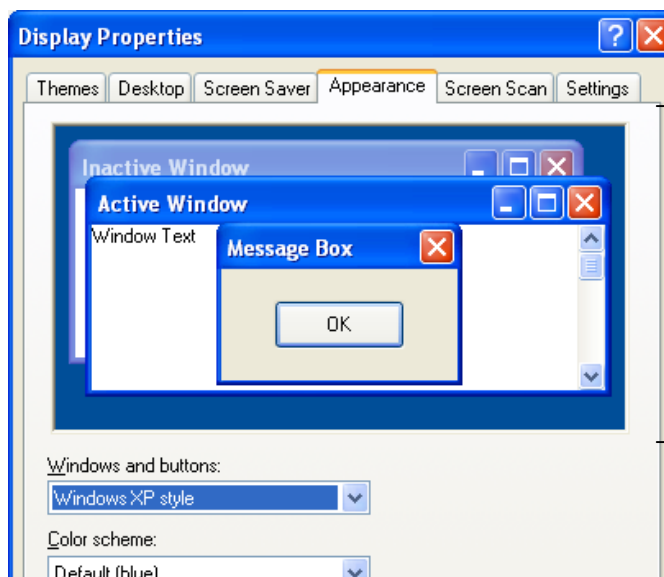 Display Properties
Themes Desktop Screen Saver Appearance Screen Scan Settings
Inactive Window
Active Window
Window Text
Message Box
OK
Windows and buttons:
Windows XP style
Color scheme:
Default (blue)